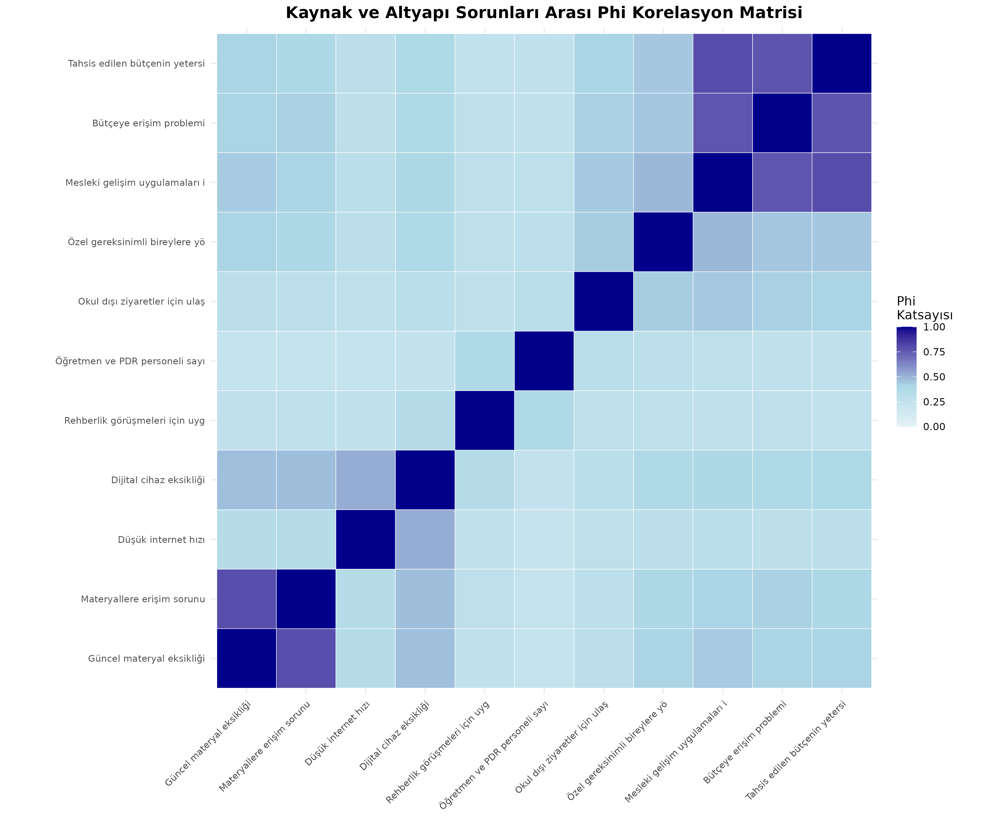 Kaynak ve Altyapı Sorunları Arası Phi Korelasyon Matrisi
Tahsis edilen bütçenin yetersi
Bütçeye erişim problemi
Mesleki gelişim uygulamaları i
Özel gereksinimli bireylere yö
Okul dışı ziyaretler için ulaş
Öğretmen ve PDR personeli sayı
Rehberlik görüşmeleri için uyg
Dijital cihaz eksikliği
Düşük internet hızı
Materyallere erişim sorunu
Güncel materyal eksikliği
Güncel materyal eksikliği
Materyallere erişim sorunu
Düşük internet hızı
Dijital cihaz eksikliği
Rehberlik görüşmeleri için uyg
Öğretmen ve PDR personeli sayı
Okul dışı ziyaretler için ulaş
Özel gereksinimli bireylere yö
Mesleki gelişim uygulamaları i
Bütçeye erişim problemi
Tahsis edilen bütçenin yetersi
Phi
Katsayısı
1.00
0.75
0.50
0.25
0.00